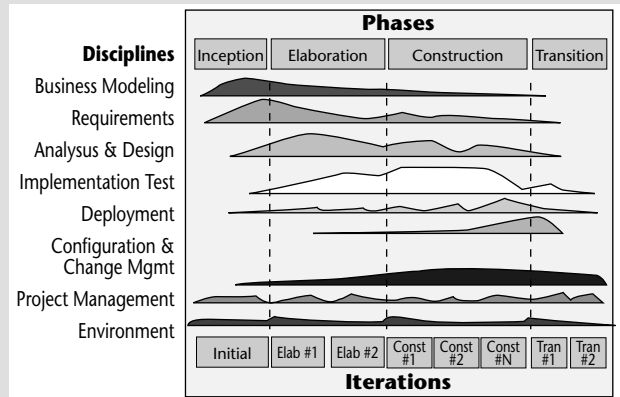 Phases
Disciplines
Inception Elaboration Construction Transition
Business Modeling
Requirements
Analysus & Design
Implementation Test
Deployment
Configuration &
Change Mgmt
Project Management
Environment
Initial Elab #1 Elab #2 Const #1 Const #2 Const #N Tran #1 Tran #2
Iterations